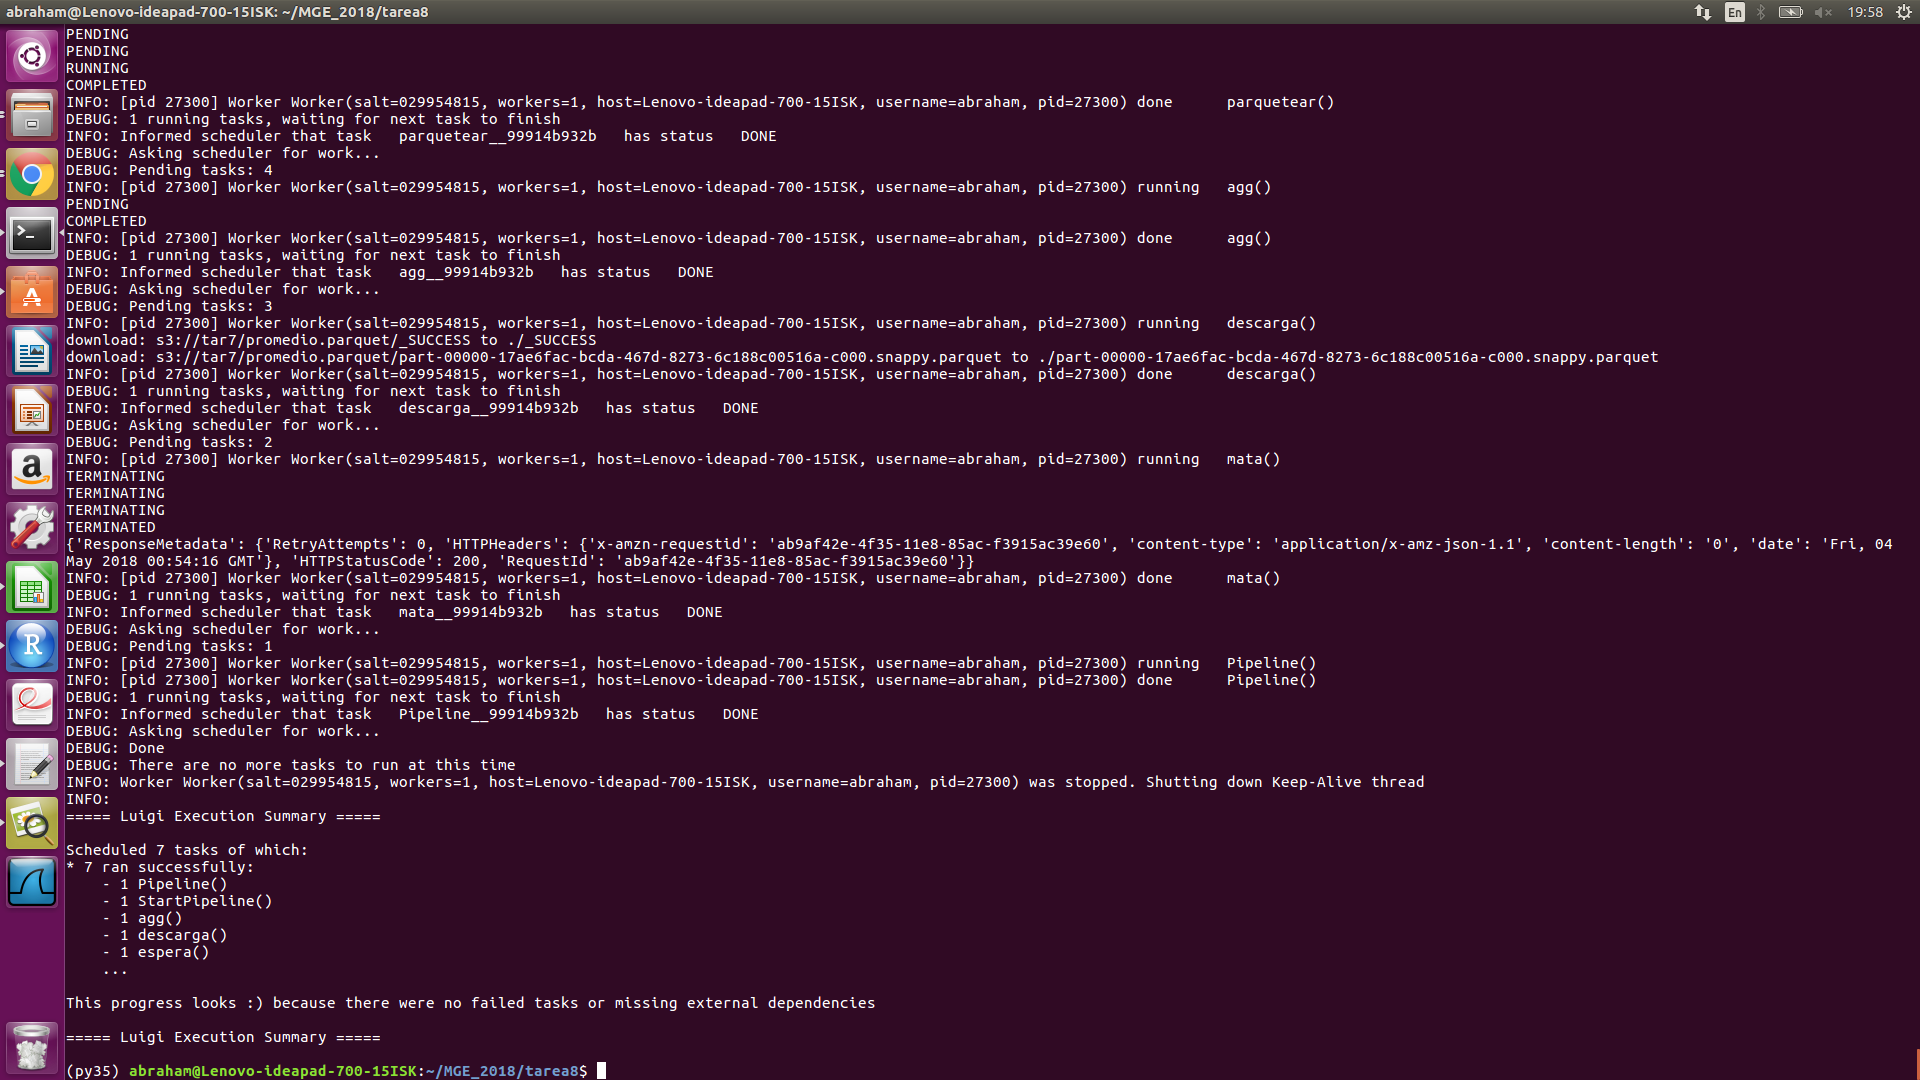 abraham@Lenovo-ideapad-700-15ISK: ~/MGE_2018/tarea8
En
19:58
PENDING
PENDING
RUNNING
COMPLETED
INFO: [pid 27300] Worker Worker(salt=029954815, workers=1, host=Lenovo-ideapad-700-15ISK, username=abraham, pid=27300) done      parquetear()
DEBUG: 1 running tasks, waiting for next task to finish
INFO: Informed scheduler that task   parquetear__99914b932b   has status   DONE
DEBUG: Asking scheduler for work...
DEBUG: Pending tasks: 4
INFO: [pid 27300] Worker Worker(salt=029954815, workers=1, host=Lenovo-ideapad-700-15ISK, username=abraham, pid=27300) running   agg()
PENDING
COMPLETED
INFO: [pid 27300] Worker Worker(salt=029954815, workers=1, host=Lenovo-ideapad-700-15ISK, username=abraham, pid=27300) done      agg()
DEBUG: 1 running tasks, waiting for next task to finish
INFO: Informed scheduler that task   agg__99914b932b   has status   DONE
DEBUG: Asking scheduler for work...
DEBUG: Pending tasks: 3
INFO: [pid 27300] Worker Worker(salt=029954815, workers=1, host=Lenovo-ideapad-700-15ISK, username=abraham, pid=27300) running   descarga()
download: s3://tar7/promedio.parquet/_SUCCESS to ./_SUCCESS
download: s3://tar7/promedio.parquet/part-00000-17ae6fac-bcda-467d-8273-6c188c00516a-c000.snappy.parquet to ./part-00000-17ae6fac-bcda-467d-8273-6c188c00516a-c000.snappy.parquet
INFO: [pid 27300] Worker Worker(salt=029954815, workers=1, host=Lenovo-ideapad-700-15ISK, username=abraham, pid=27300) done      descarga()
DEBUG: 1 running tasks, waiting for next task to finish
INFO: Informed scheduler that task   descarga__99914b932b   has status   DONE
DEBUG: Asking scheduler for work...
DEBUG: Pending tasks: 2
INFO: [pid 27300] Worker Worker(salt=029954815, workers=1, host=Lenovo-ideapad-700-15ISK, username=abraham, pid=27300) running   mata()
TERMINATING
TERMINATING
TERMINATING
TERMINATED
{'ResponseMetadata': {'RetryAttempts': 0, 'HTTPHeaders': {'x-amzn-requestid': 'ab9af42e-4f35-11e8-85ac-f3915ac39e60', 'content-type': 'application/x-amz-json-1.1', 'content-length': '0', 'date': 'Fri, 04
May 2018 00:54:16 GMT'}, 'HTTPStatusCode': 200, 'RequestId': 'ab9af42e-4f35-11e8-85ac-f3915ac39e60'}}
INFO: [pid 27300] Worker Worker(salt=029954815, workers=1, host=Lenovo-ideapad-700-15ISK, username=abraham, pid=27300) done      mata()
DEBUG: 1 running tasks, waiting for next task to finish
INFO: Informed scheduler that task   mata__99914b932b   has status   DONE
DEBUG: Asking scheduler for work...
DEBUG: Pending tasks: 1
INFO: [pid 27300] Worker Worker(salt=029954815, workers=1, host=Lenovo-ideapad-700-15ISK, username=abraham, pid=27300) running   Pipeline()
INFO: [pid 27300] Worker Worker(salt=029954815, workers=1, host=Lenovo-ideapad-700-15ISK, username=abraham, pid=27300) done      Pipeline()
DEBUG: 1 running tasks, waiting for next task to finish
INFO: Informed scheduler that task   Pipeline__99914b932b   has status   DONE
DEBUG: Asking scheduler for work...
DEBUG: Done
DEBUG: There are no more tasks to run at this time
INFO: Worker Worker(salt=029954815, workers=1, host=Lenovo-ideapad-700-15ISK, username=abraham, pid=27300) was stopped. Shutting down Keep-Alive thread
INFO:
===== Luigi Execution Summary =====

Scheduled 7 tasks of which:
* 7 ran successfully:
    - 1 Pipeline()
    - 1 StartPipeline()
    - 1 agg()
    - 1 descarga()
    - 1 espera()
    ...

This progress looks :) because there were no failed tasks or missing external dependencies

===== Luigi Execution Summary =====

(py35) abraham@Lenovo-ideapad-700-15ISK:~/MGE_2018/tarea8$